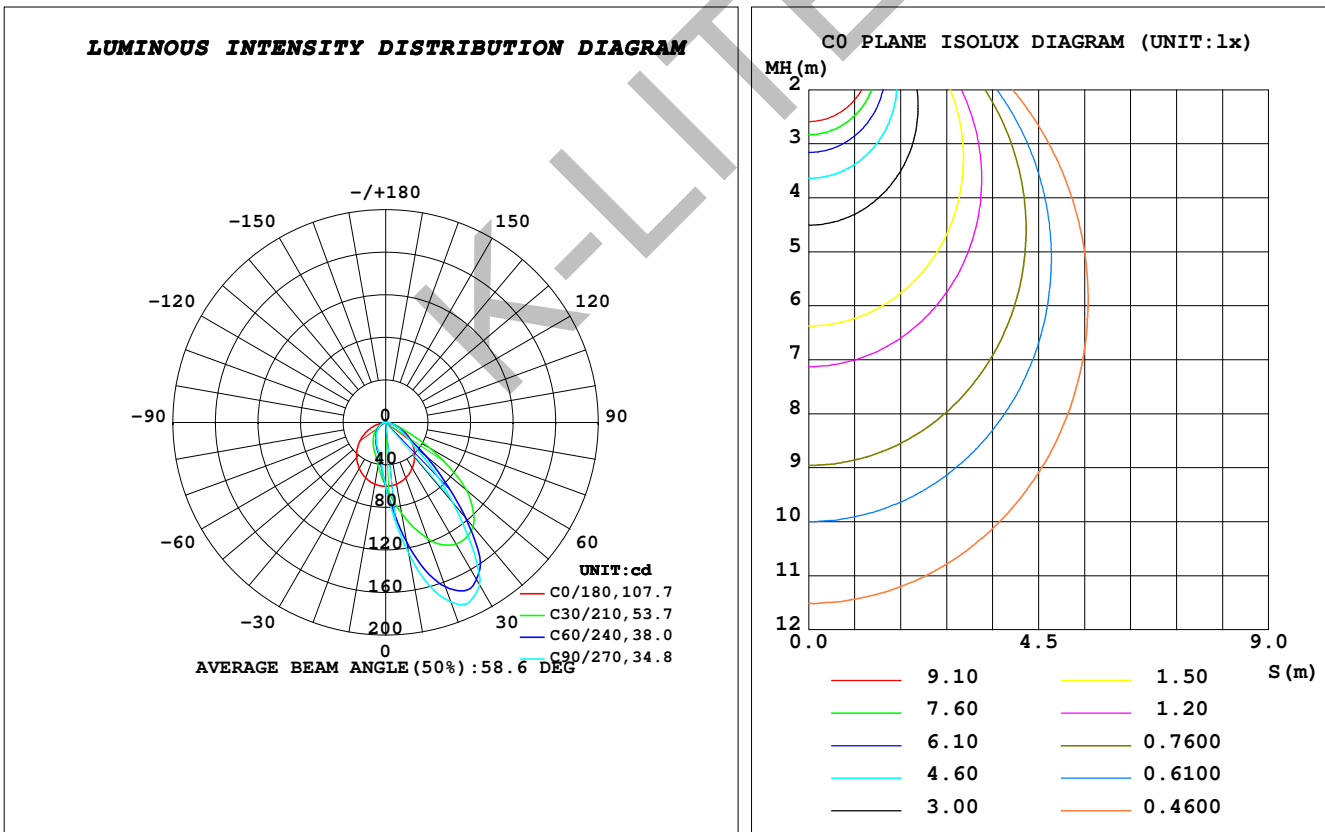 LUMINOUS INTENSITY DISTRIBUTION DIAGRAM
-/+180
-150 150
-120 120
-90 0 90
40
80
-60 120 60
160
-30 200 30
0
UNIT:cd
C0/180,107.7
C30/210,53.7
C60/240,38.0
C90/270,34.8
AVERAGE BEAM ANGLE(50%):58.6 DEG
C0 PLANE ISOLUX DIAGRAM (UNIT:lx)
MH(m)
2
3
4
5
6
7
8
9
10
11
12
0.0 4.5 9.0
S(m)
9.10 1.50
7.60 1.20
6.10 0.7600
4.60 0.6100
3.00 0.4600
K-LITE